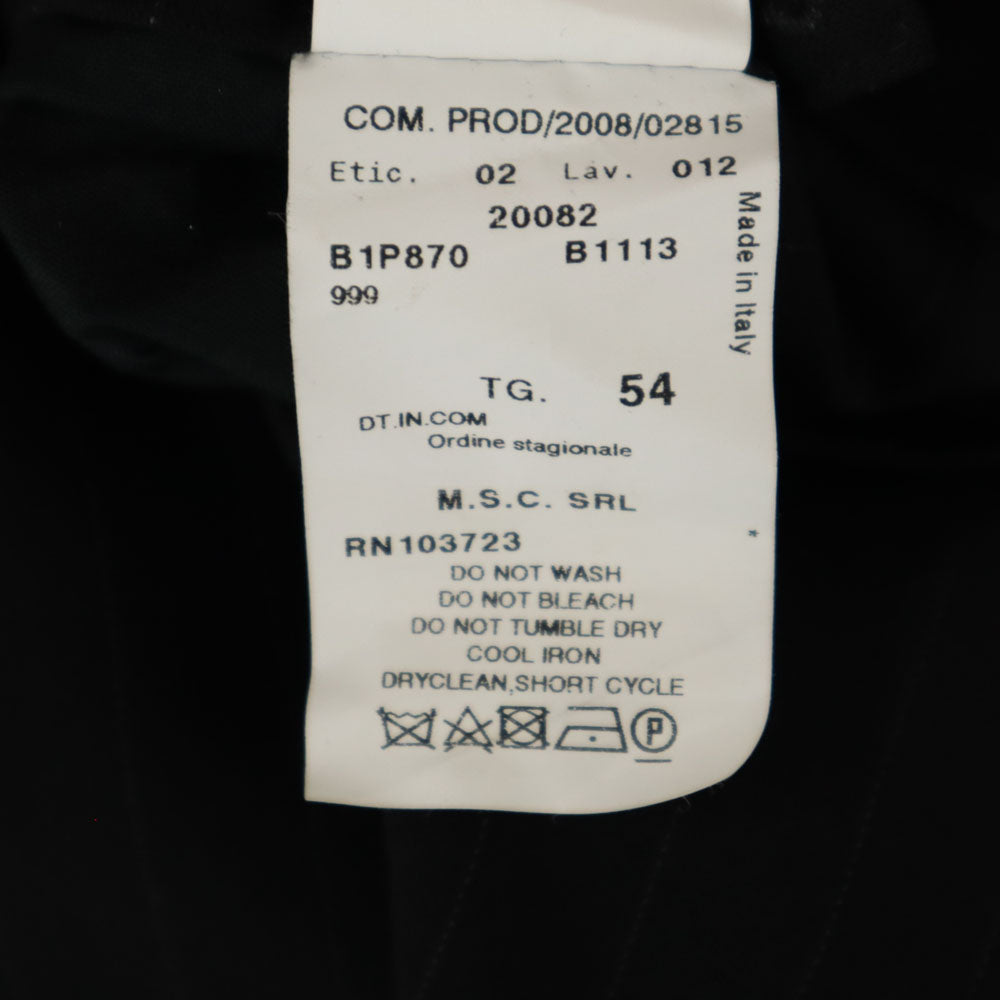 COM. PROD/2008/02815
Etic. 02 Lav. 012
20082
B1P870 B1113
999
Made in Italy
TG. 54
DT.IN.COM
Ordine stagionale
M.S.C. SRL
RN103723
*
DO NOT WASH
DO NOT BLEACH
DO NOT TUMBLE DRY
COOL IRON
DRYCLEAN,SHORT CYCLE
P